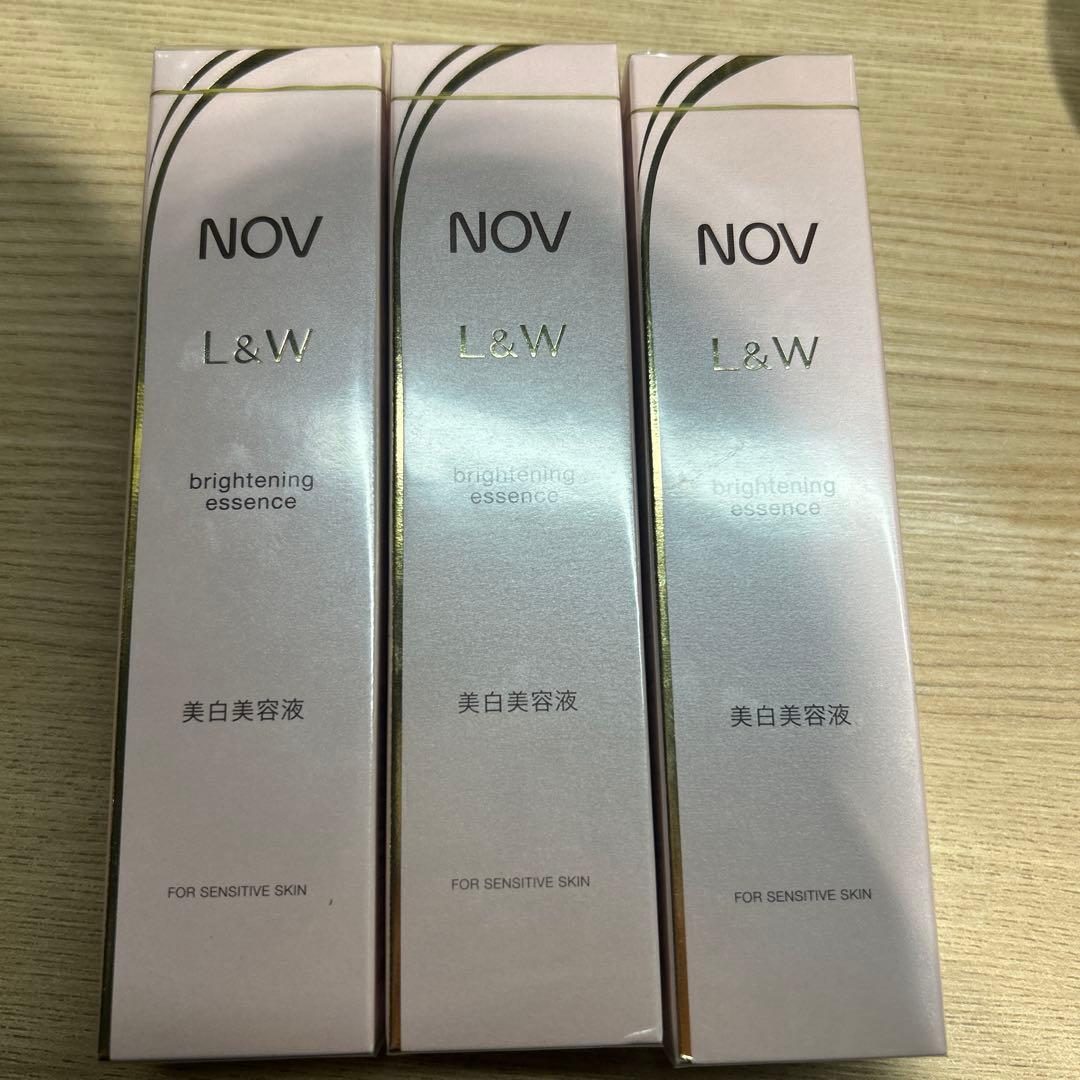 NOV
L&W
brightening
essence
美白美容液
FOR SENSITIVE SKIN
NOV
L&W
brightening
essence
美白美容液
FOR SENSITIVE SKIN
NOV
L&W
brightening
essence
美白美容液
FOR SENSITIVE SKIN